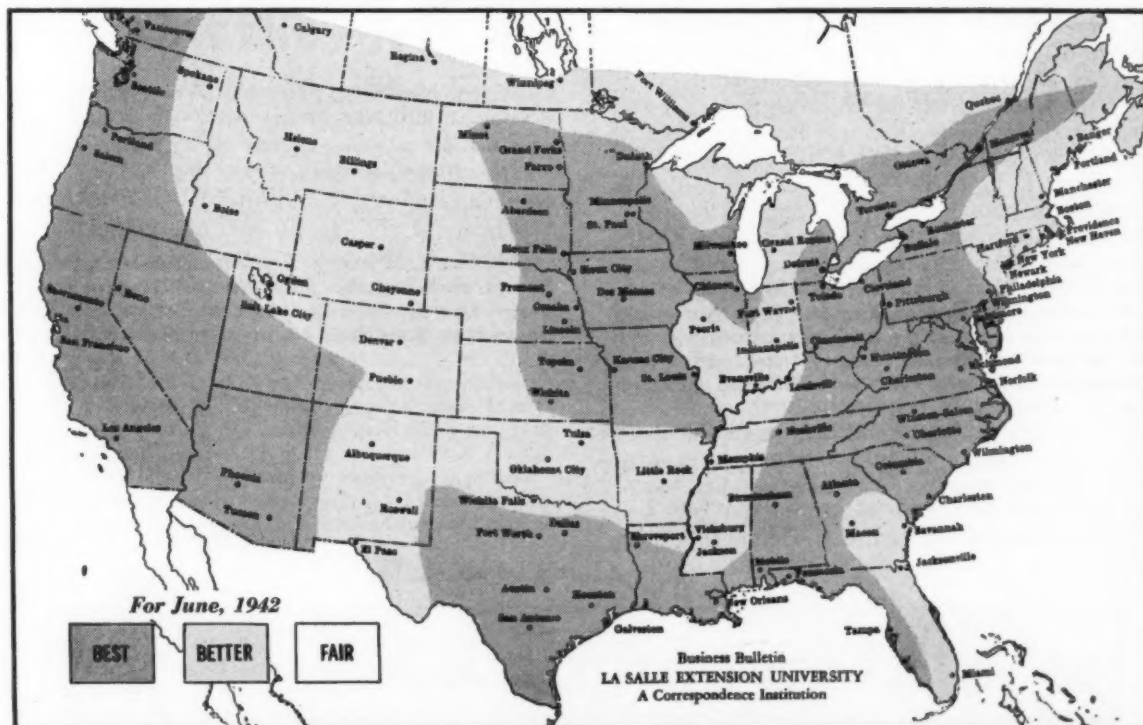 Vancouver
Calgary
Regina
Winnipeg
Fort William
Quebec
Spokane
Seattle
Portland
Salem
Helena
Billings
Boise
Casper
Cheyenne
Ogden
Salt Lake City
Reno
Sacramento
San Francisco
Los Angeles
Phoenix
Tucson
Denver
Pueblo
Albuquerque
Roswell
El Paso
Minot
Grand Forks
Fargo
Duluth
Aberdeen
Minneapolis
St. Paul
Sioux Falls
Sioux City
Fremont
Omaha
Lincoln
Des Moines
Topeka
Kansas City
Wichita
St. Louis
Tulsa
Oklahoma City
Little Rock
Wichita Falls
Fort Worth
Dallas
Shreveport
Austin
Houston
San Antonio
Galveston
New Orleans
Vicksburg
Jackson
Milwaukee
Grand Rapids
Detroit
Chicago
Toledo
Fort Wayne
Peoria
Indianapolis
Evansville
Louisville
Cincinnati
Cleveland
Pittsburgh
Huntington
Charleston
Nashville
Memphis
Birmingham
Atlanta
Macon
Mobile
Pensacola
Montreal
Ottawa
Toronto
Buffalo
Rochester
Bangor
Portland
Manchester
Boston
Providence
Hartford
New Haven
New York
Newark
Philadelphia
Wilmington
Baltimore
Richmond
Norfolk
Winston-Salem
Charlotte
Wilmington
Columbia
Charleston
Savannah
Jacksonville
Tampa
Miami
For June, 1942
BEST
BETTER
FAIR
Business Bulletin
LA SALLE EXTENSION UNIVERSITY
A Correspondence Institution